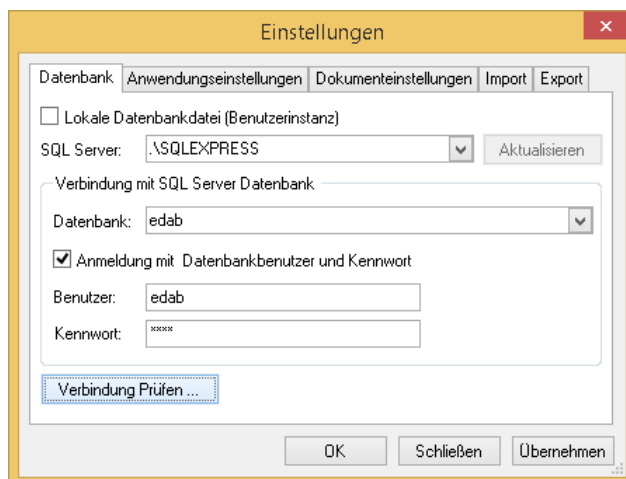 Einstellungen
Datenbank Anwendungseinstellungen Dokumenteinstellungen Import Export
Lokale Datenbankdatei (Benutzerinstanz)
SQL Server: .\SQLEXPRESS Aktualisieren
Verbindung mit SQL Server Datenbank
Datenbank: edab
Anmeldung mit Datenbankbenutzer und Kennwort
Benutzer: edab
Kennwort: ****
Verbindung Prüfen ...
OK Schließen Übernehmen